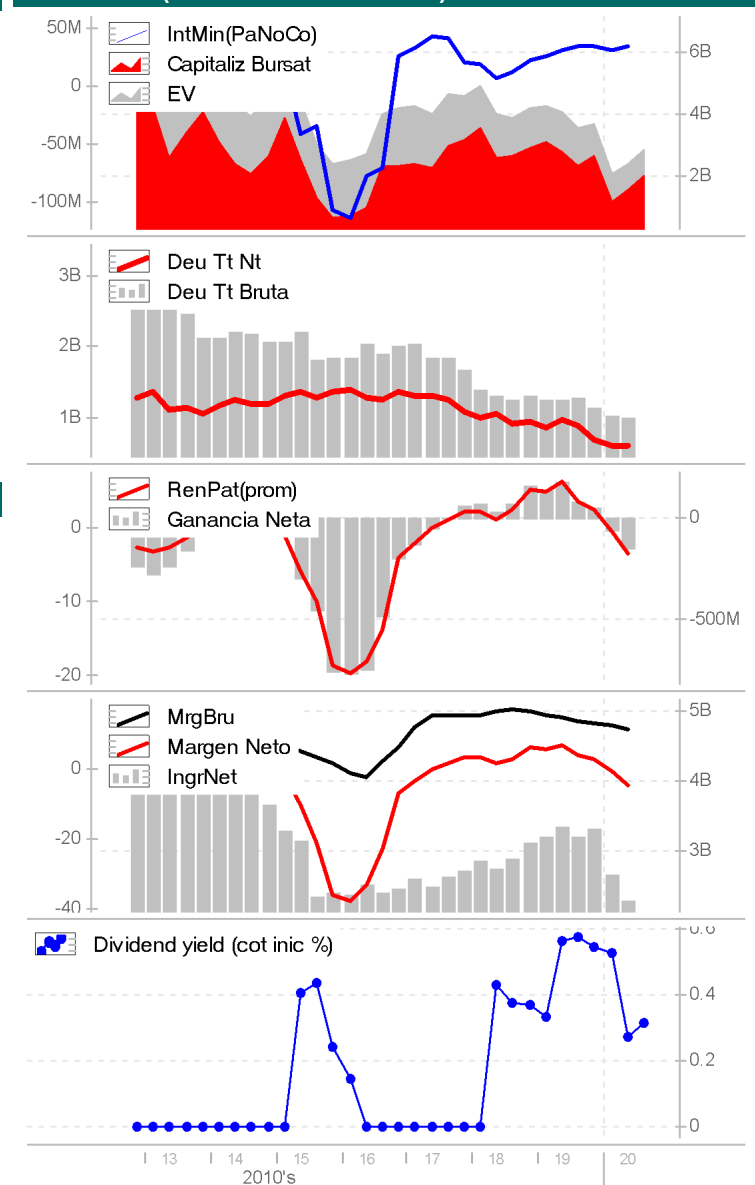 50M
IntMin(PaNoCo)
6B
Capitaliz Bursat
0
EV
4B
-50M
2B
-100M
3B
Deu Tt Nt
Deu Tt Bruta
2B
1B
RenPat(prom)
0
Ganancia Neta
0
-10
-500M
-20
MrgBru
5B
Margen Neto
0
IngrNet
4B
-20
3B
-40
Dividend yield (cot inic %)
0.6
0.4
0.2
0
13 14 15 16 17 18 19 20
2010's